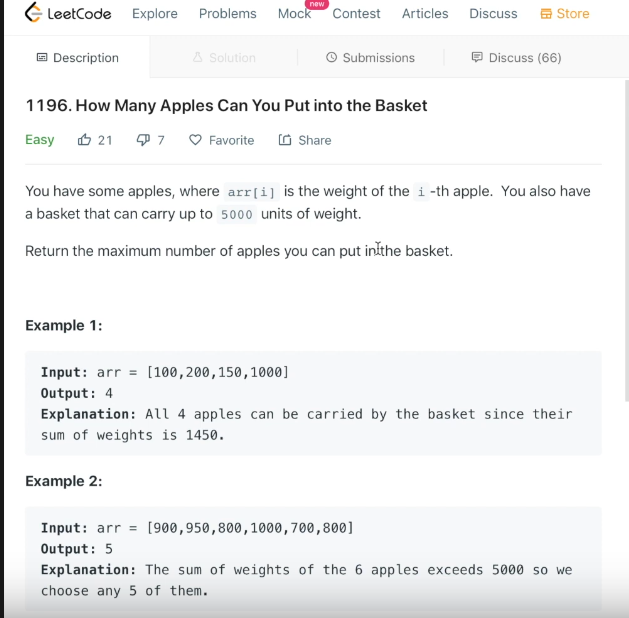 LeetCode Explore Problems Mock new Contest Articles Discuss Store
Description Solution Submissions Discuss (66)
1196. How Many Apples Can You Put into the Basket
Easy 21 7 Favorite Share
You have some apples, where arr[i] is the weight of the i -th apple. You also have
a basket that can carry up to 5000 units of weight.
Return the maximum number of apples you can put in the basket.
Example 1:
Input: arr = [100,200,150,1000]
Output: 4
Explanation: All 4 apples can be carried by the basket since their
sum of weights is 1450.
Example 2:
Input: arr = [900,950,800,1000,700,800]
Output: 5
Explanation: The sum of weights of the 6 apples exceeds 5000 so we
choose any 5 of them.